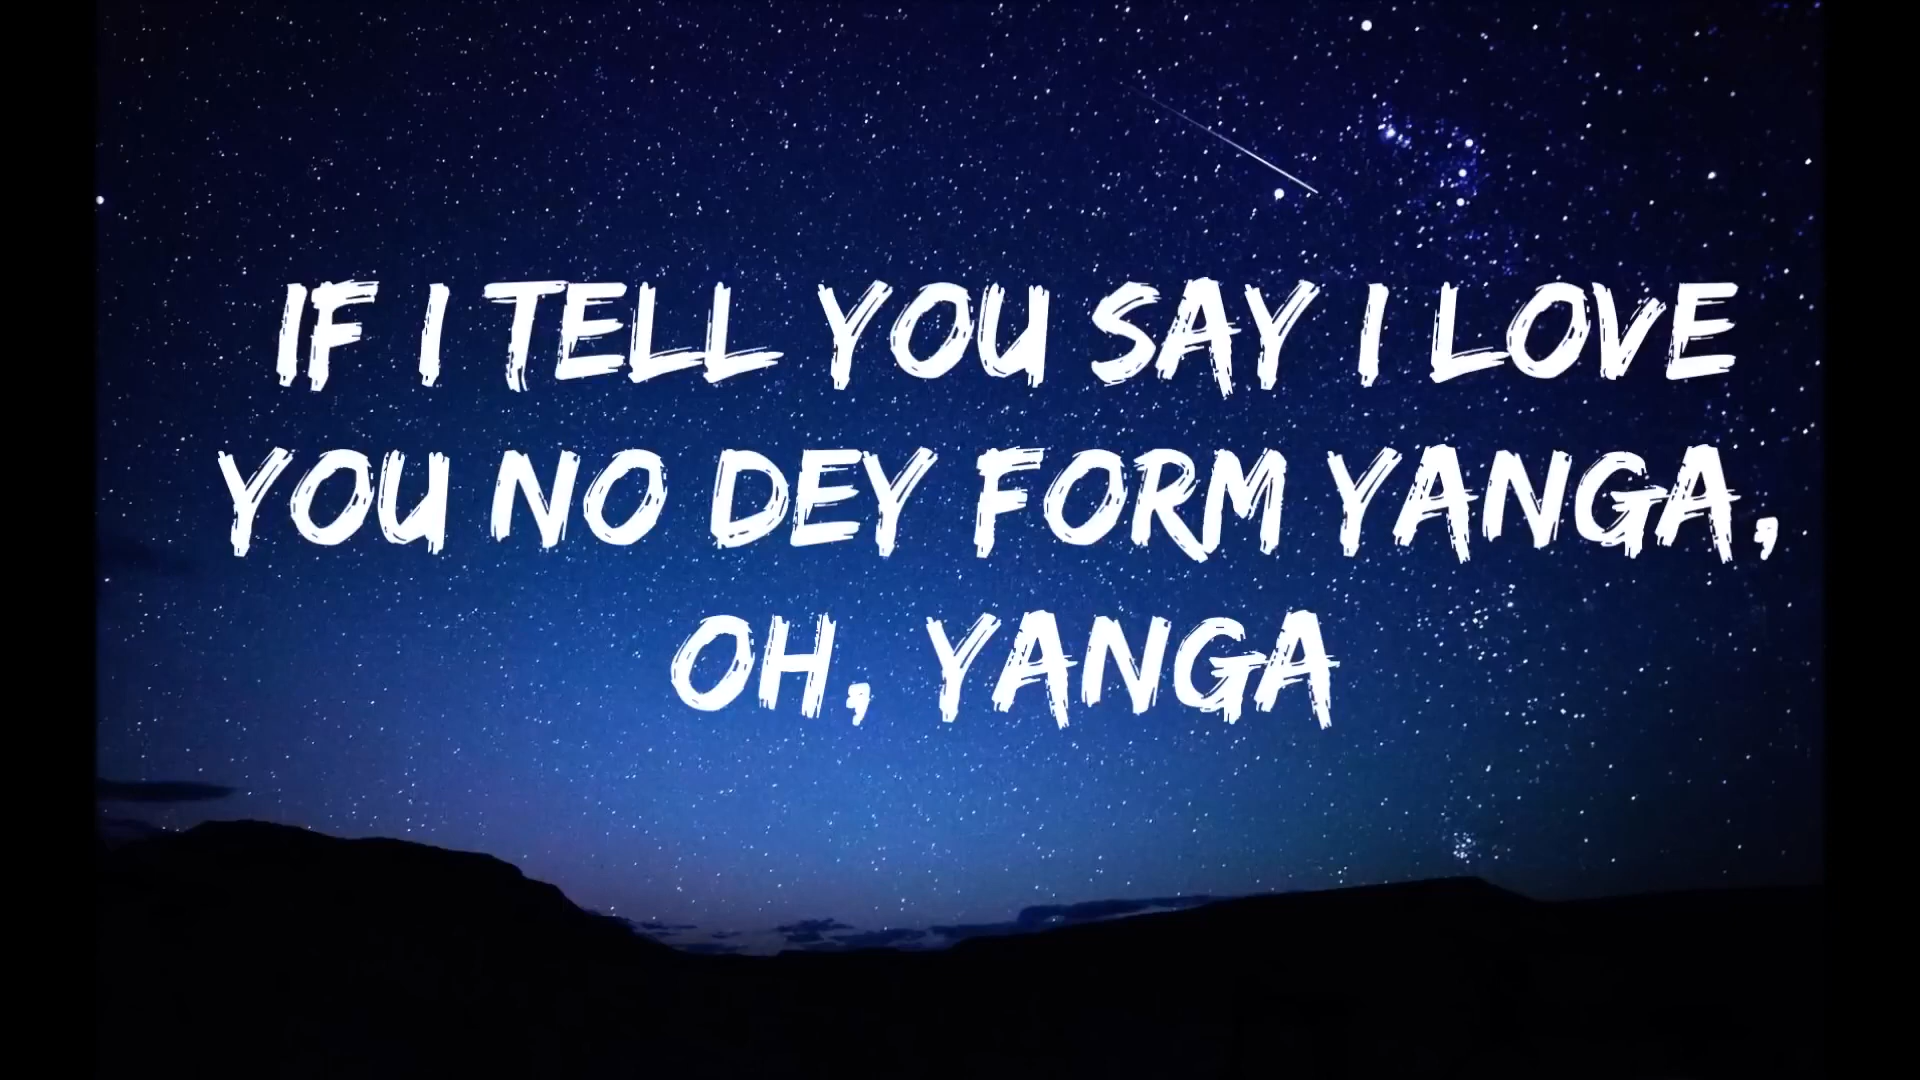 IF I TELL YOU SAY I LOVE
YOU NO DEY FORM YANGA,
OH, YANGA